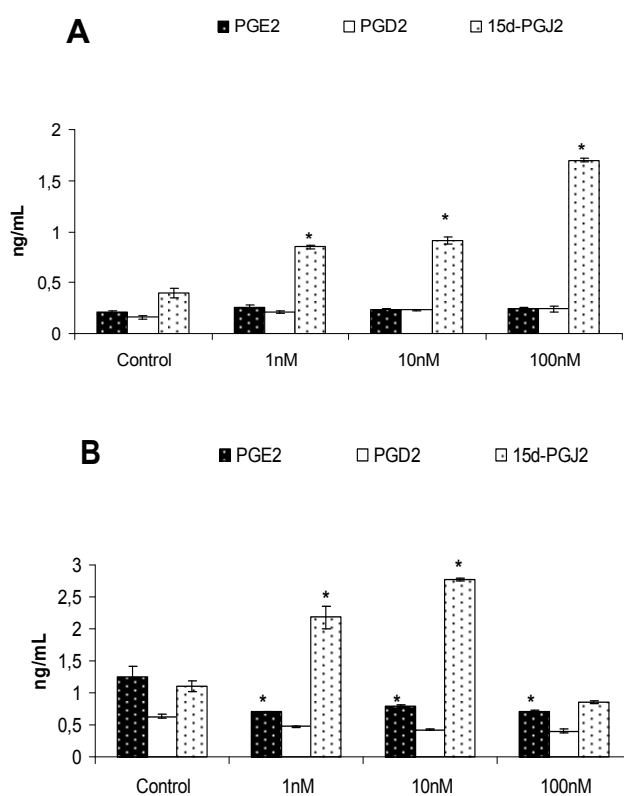 A
PGE2 PGD2 15d-PGJ2
2
1,5
1
0,5
0
ng/mL
* * *
Control 1nM 10nM 100nM
B
PGE2 PGD2 15d-PGJ2
3
2,5
2
1,5
1
0,5
0
ng/mL
* * * * *
Control 1nM 10nM 100nM